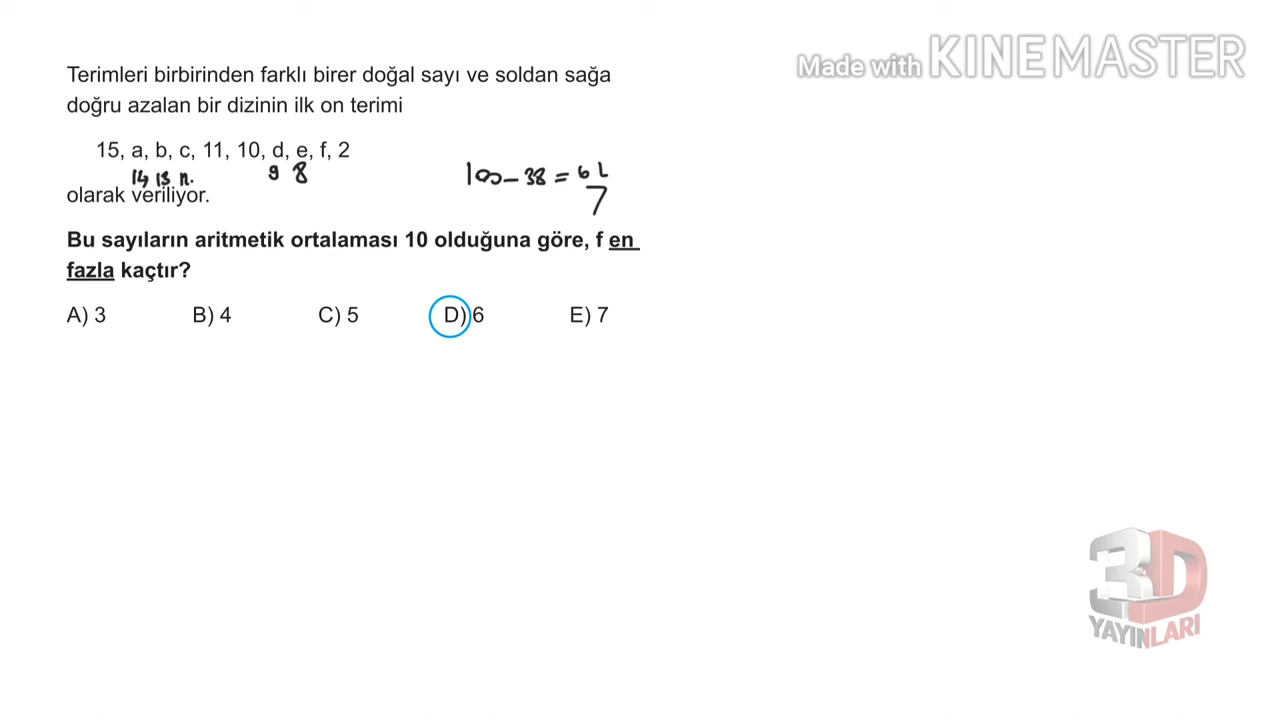 Made with KINEMASTER
Terimleri birbirinden farklı birer doğal sayı ve soldan sağa
doğru azalan bir dizinin ilk on terimi
15, a, b, c, 11, 10, d, e, f, 2
14 13 12 9 8
100 - 38 = 62
7
olarak veriliyor.
Bu sayıların aritmetik ortalaması 10 olduğuna göre, f en
fazla kaçtır?
A) 3 B) 4 C) 5 D) 6 E) 7
3D
YAYINLARI